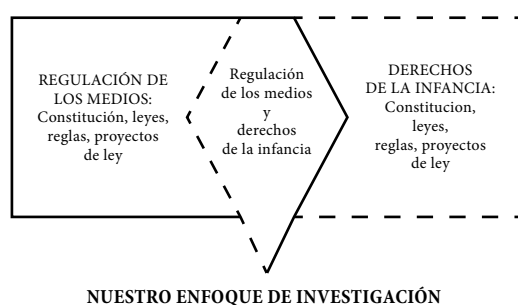 REGULACIÓN DE
LOS MEDIOS:
Constitución, leyes,
reglas, proyectos
de ley
Regulación
de los medios
y
derechos
de la infancia
DERECHOS
DE LA INFANCIA:
Constitucion,
leyes,
reglas, proyectos
de ley
NUESTRO ENFOQUE DE INVESTIGACIÓN